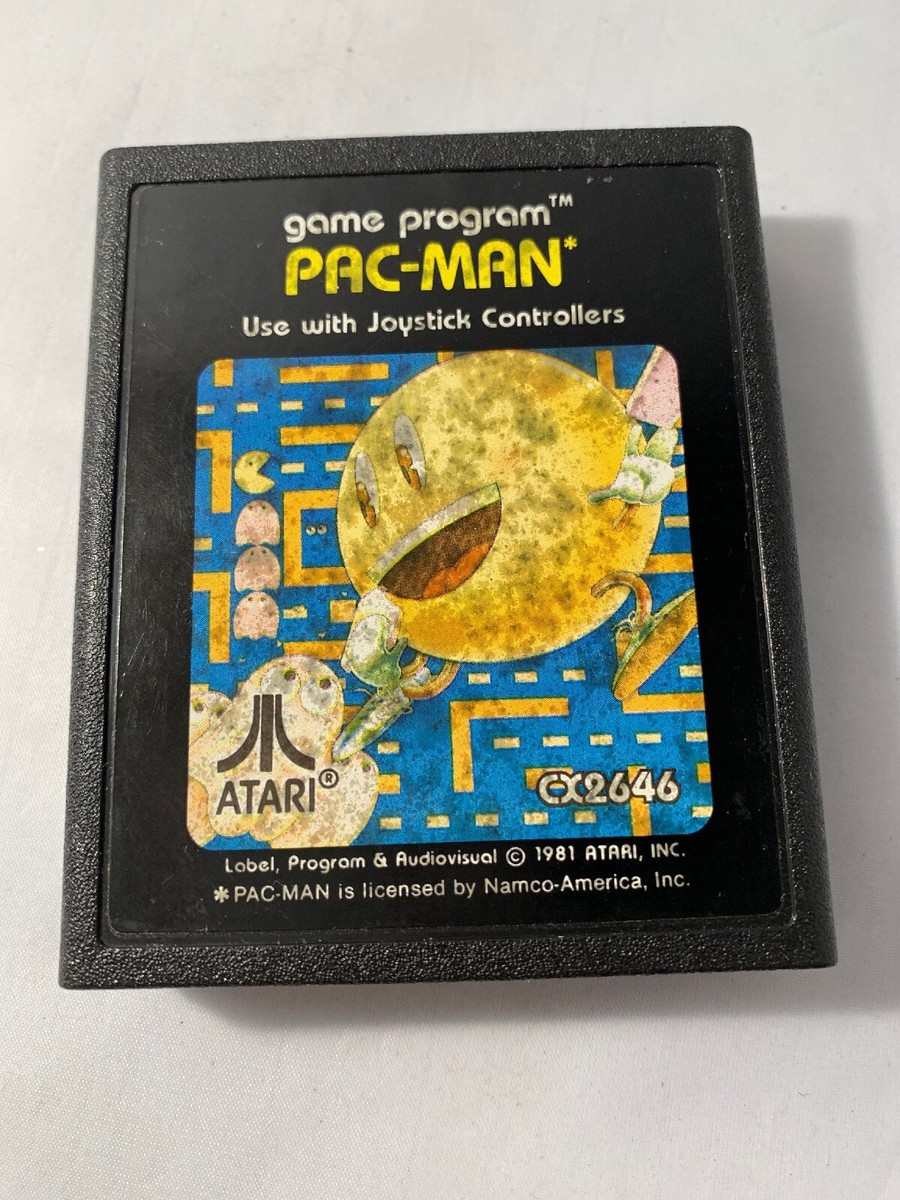 game program™
PAC-MAN*
Use with Joystick Controllers
ATARI®
CX2646
Label, Program & Audiovisual © 1981 ATARI, INC.
*PAC-MAN is licensed by Namco-America, Inc.